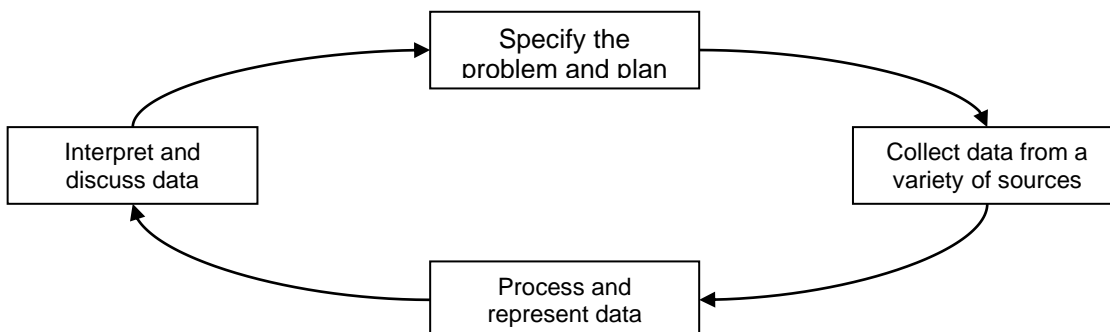 Specify the
problem and plan
Interpret and
discuss data
Collect data from a
variety of sources
Process and
represent data